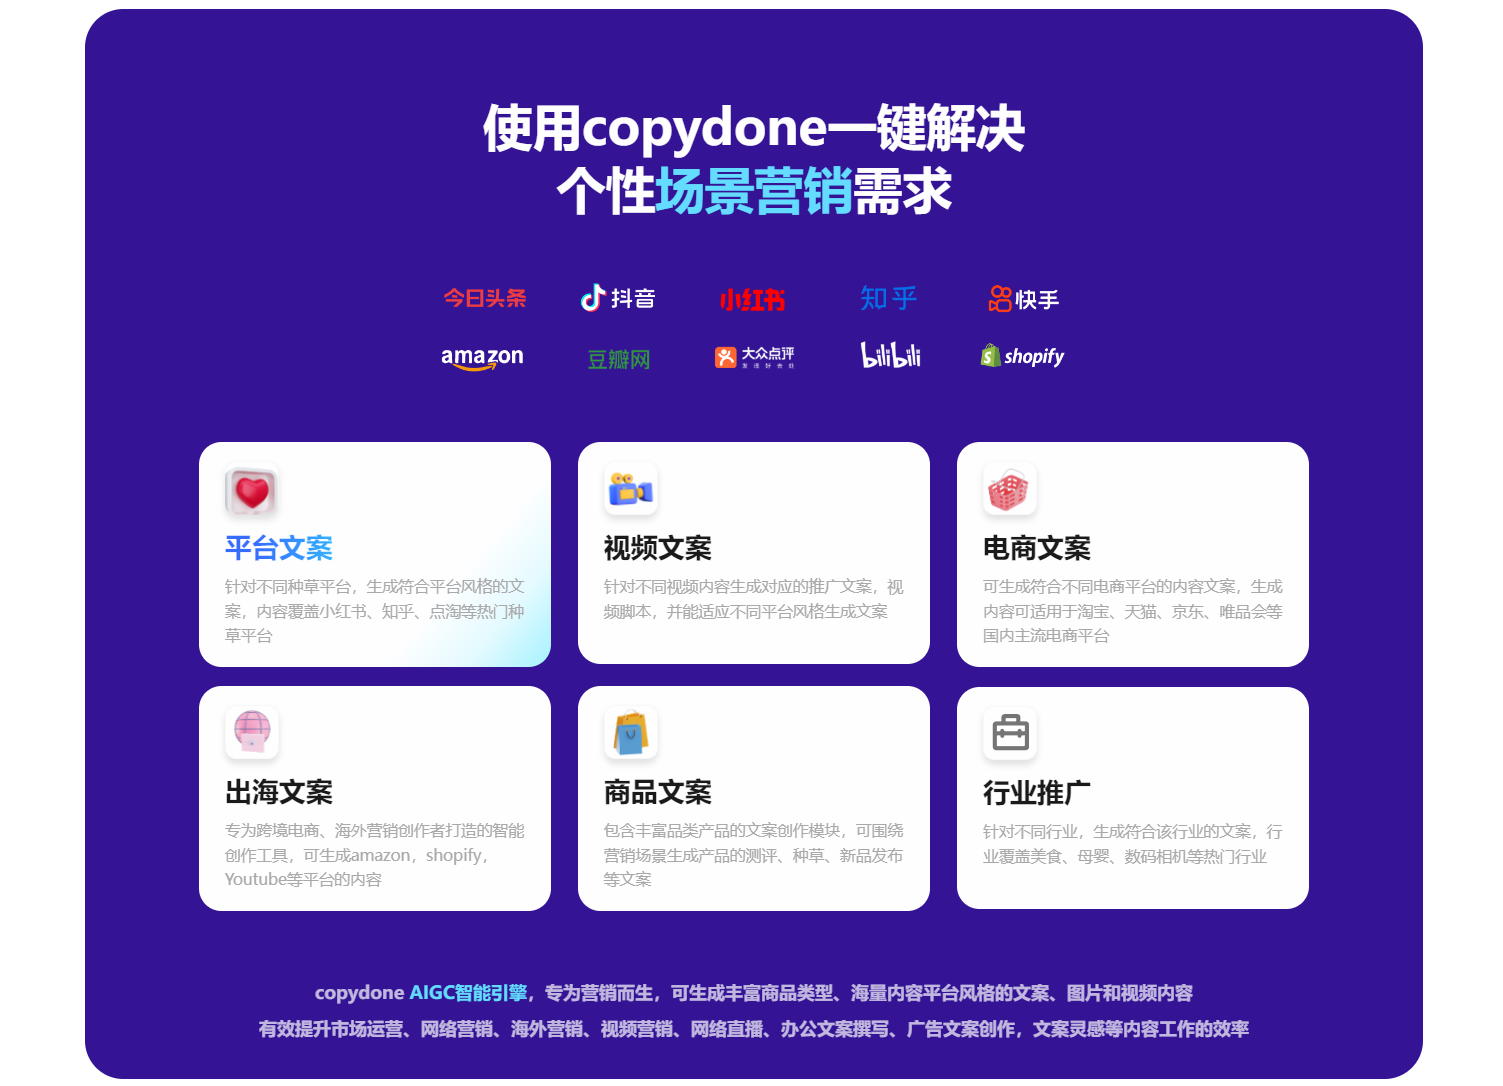 使用copydone一键解决
个性场景营销需求
今日头条
抖音
小红书
知乎
快手
amazon
豆瓣网
大众点评
发现好去处
bilibili
shopify
平台文案
针对不同种草平台，生成符合平台风格的文
案，内容覆盖小红书、知乎、点淘等热门种
草平台
视频文案
针对不同视频内容生成对应的推广文案，视
频脚本，并能适应不同平台风格生成文案
电商文案
可生成符合不同电商平台的内容文案，生成
内容可适用于淘宝、天猫、京东、唯品会等
国内主流电商平台
出海文案
专为跨境电商、海外营销创作者打造的智能
创作工具，可生成amazon，shopify，
Youtube等平台的内容
商品文案
包含丰富品类产品的文案创作模块，可围绕
营销场景生成产品的测评、种草、新品发布
等文案
行业推广
针对不同行业，生成符合该行业的文案，行
业覆盖美食、母婴、数码相机等热门行业
copydone AIGC智能引擎，专为营销而生，可生成丰富商品类型、海量内容平台风格的文案、图片和视频内容
有效提升市场运营、网络营销、海外营销、视频营销、网络直播、办公文案撰写、广告文案创作，文案灵感等内容工作的效率